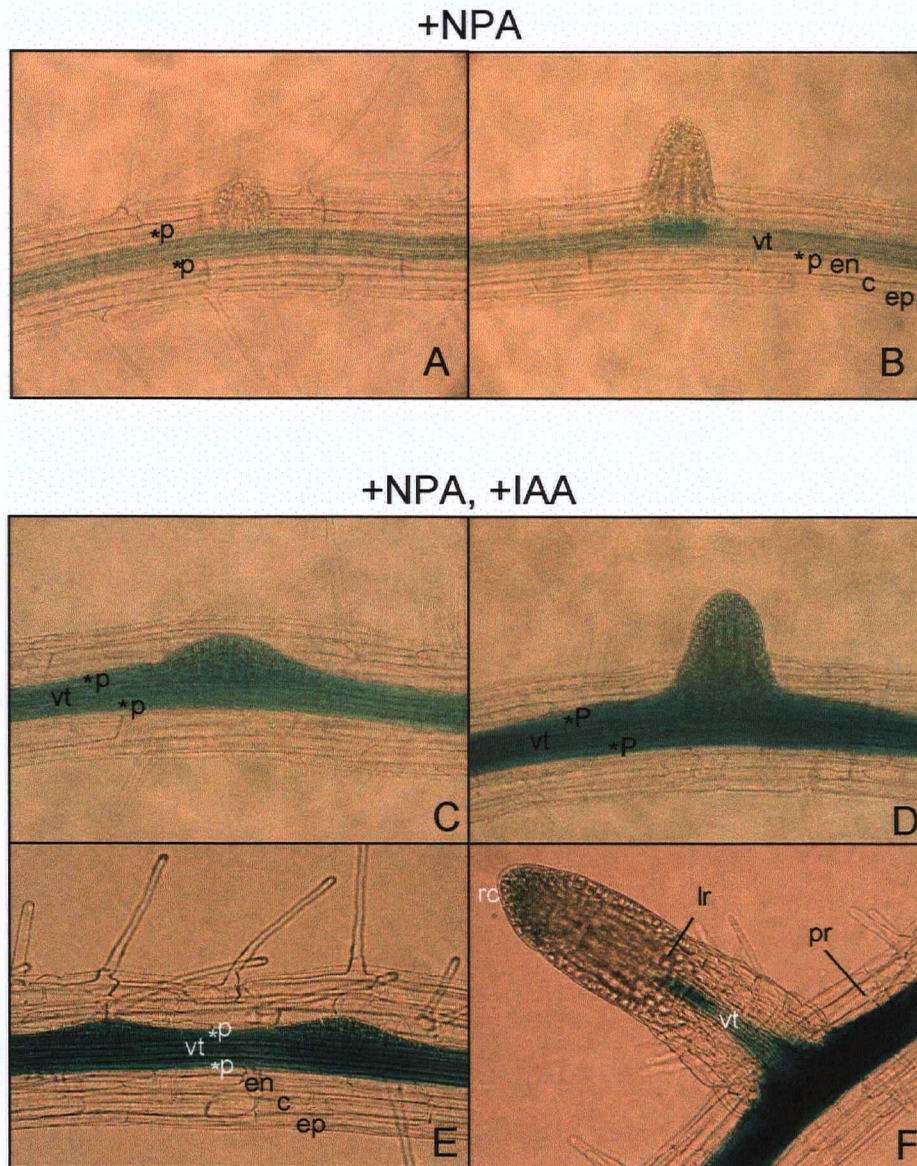 +NPA
*p
*p
A
vt
*p en
c
ep
B
+NPA, +IAA
*p
vt
*p
C
*P
vt
*P
D
*p
vt
*p
en
c
ep
E
rc
lr
pr
vt
F